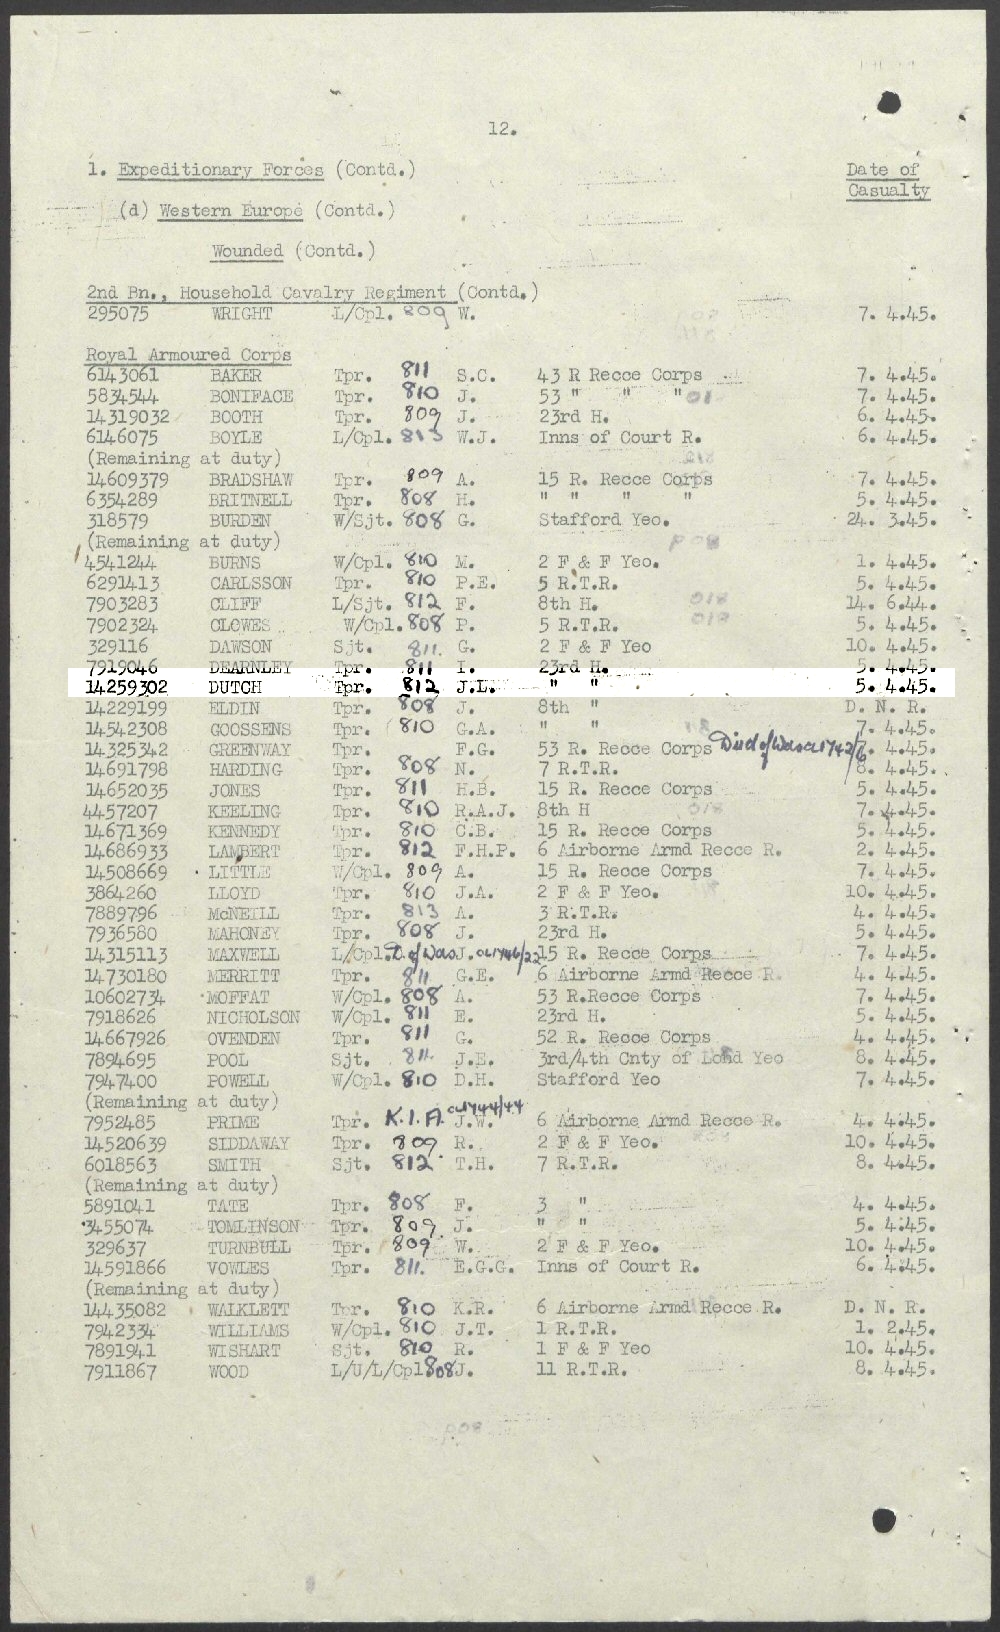 12.
1. Expeditionary Forces (Contd.) Date of Casualty
(d) Western Europe (Contd.)
Wounded (Contd.)
2nd Bn., Household Cavalry Regiment (Contd.)
295075 WRIGHT L/Cpl. 809 W. 7. 4.45.
Royal Armoured Corps
6143061 BAKER Tpr. 811 S.C. 43 R Recce Corps 7. 4.45.
5834544 BONIFACE Tpr. 810 J. 53 " " " 7. 4.45.
14319032 BOOTH Tpr. 809 J. 23rd H. 6. 4.45.
6146075 BOYLE L/Cpl. 813 W.J. Inns of Court R. 6. 4.45.
(Remaining at duty)
14609379 BRADSHAW Tpr. 809 A. 15 R. Recce Corps 7. 4.45.
6354289 BRITNELL Tpr. 808 H. " " " " 5. 4.45.
318579 BURDEN W/Sjt. 808 G. Stafford Yeo. 24. 3.45.
(Remaining at duty)
4541244 BURNS W/Cpl. 810 M. 2 F & F Yeo. 1. 4.45.
6291413 CARLSSON Tpr. 810 P.E. 5 R.T.R. 5. 4.45.
7903283 CLIFF L/Sjt. 812 F. 8th H. 14. 6.44.
7902324 CLOWES W/Cpl. 808 P. 5 R.T.R. 5. 4.45.
329116 DAWSON Sjt. 811. G. 2 F & F Yeo 10. 4.45.
7919046 DEARNLEY Tpr. 811 I. 23rd H. 5. 4.45.
14259302 DUTCH Tpr. 812 J.L. " " 5. 4.45.
14229199 ELDIN Tpr. 808 J. 8th " D. N. R.
14542308 GOOSSENS Tpr. 810 G.A. " " 7. 4.45.
14325342 GREENWAY Tpr. F.G. 53 R. Recce Corps Died of Wds 4.45.
14691798 HARDING Tpr. 808 N. 7 R.T.R. 8. 4.45.
14652035 JONES Tpr. 811 H.B. 15 R. Recce Corps 5. 4.45.
4457207 KEELING Tpr. 810 R.A.J. 8th H 7. 4.45.
14671369 KENNEDY Tpr. 810 C.B. 15 R. Recce Corps 5. 4.45.
14686933 LAMBERT Tpr. 812 F.H.P. 6 Airborne Armd Recce R. 2. 4.45.
14508669 LITTLE W/Cpl. 809 A. 15 R. Recce Corps 7. 4.45.
3864260 LLOYD Tpr. 810 J.A. 2 F & F Yeo. 10. 4.45.
7889796 McNEILL Tpr. 813 A. 3 R.T.R. 4. 4.45.
7936580 MAHONEY Tpr. 808 J. 23rd H. 5. 4.45.
14315113 MAXWELL L/Cpl. D. of Wds J. 15 R. Recce Corps 7. 4.45.
14730180 MERRITT Tpr. 811 G.E. 6 Airborne Armd Recce R. 4. 4.45.
10602734 MOFFAT W/Cpl. 808 A. 53 R.Recce Corps 7. 4.45.
7918626 NICHOLSON W/Cpl. 811 E. 23rd H. 5. 4.45.
14667926 OVENDEN Tpr. 811 G. 52 R. Recce Corps 4. 4.45.
7894695 POOL Sjt. 811. J.E. 3rd/4th Cnty of Lond Yeo 8. 4.45.
7947400 POWELL W/Cpl. 810 D.H. Stafford Yeo 7. 4.45.
(Remaining at duty)
7952485 PRIME Tpr. K.I.A. J.W. 6 Airborne Armd Recce R. 4. 4.45.
14520639 SIDDAWAY Tpr. 809 R. 2 F & F Yeo. 10. 4.45.
6018563 SMITH Sjt. 812 T.H. 7 R.T.R. 8. 4.45.
(Remaining at duty)
5891041 TATE Tpr. 808 F. 3 " 4. 4.45.
3455074 TOMLINSON Tpr. 809 J. " " 5. 4.45.
329637 TURNBULL Tpr. 809 W. 2 F & F Yeo. 10. 4.45.
14591866 VOWLES Tpr. 811. E.G.G. Inns of Court R. 6. 4.45.
(Remaining at duty)
14435082 WALKLETT Tpr. 810 K.R. 6 Airborne Armd Recce R. D. N. R.
7942334 WILLIAMS W/Cpl. 810 J.T. 1 R.T.R. 1. 2.45.
7891941 WISHART Sjt. 810 R. 1 F & F Yeo 10. 4.45.
7911867 WOOD L/U/L/Cpl 808 J. 11 R.T.R. 8. 4.45.